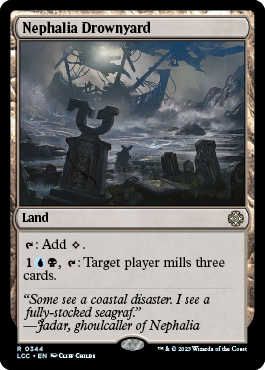 Nephalia Drownyard
Land
: Add .
1, : Target player mills three
cards.
“Some see a coastal disaster. I see a
fully-stocked seagraf.”
—Jadar, ghoulcaller of Nephalia
R 0344
LCC • EN Cliff Childs
™ & © 2023 Wizards of the Coast